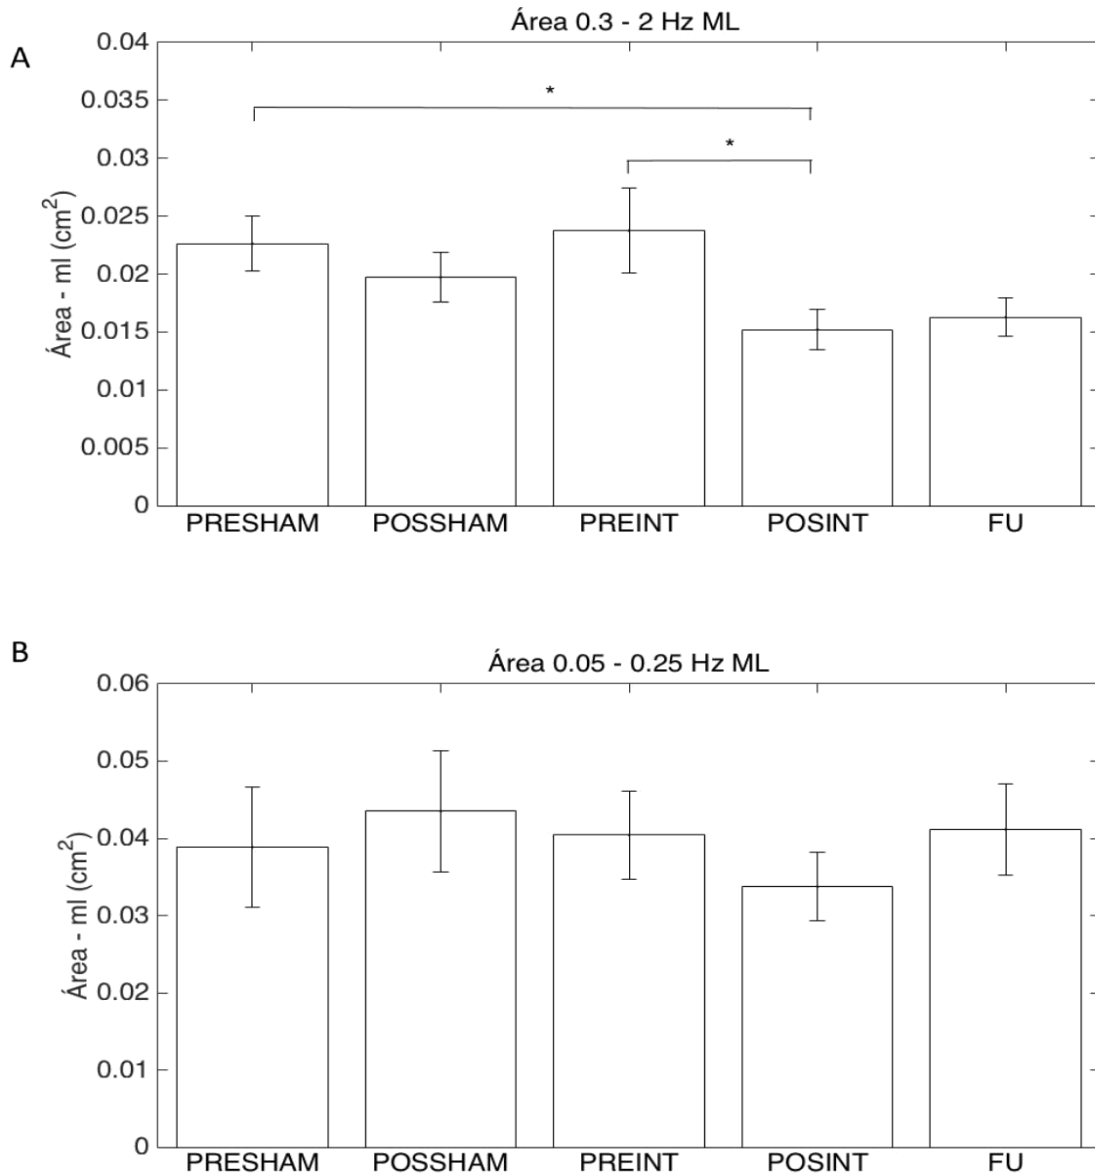 A
Área 0.3 - 2 Hz ML
Área - ml (cm²)
0.04
0.035
0.03
0.025
0.02
0.015
0.01
0.005
0
*
*
PRESHAM POSSHAM PREINT POSINT FU
B
Área 0.05 - 0.25 Hz ML
Área - ml (cm²)
0.06
0.05
0.04
0.03
0.02
0.01
0
PRESHAM POSSHAM PREINT POSINT FU